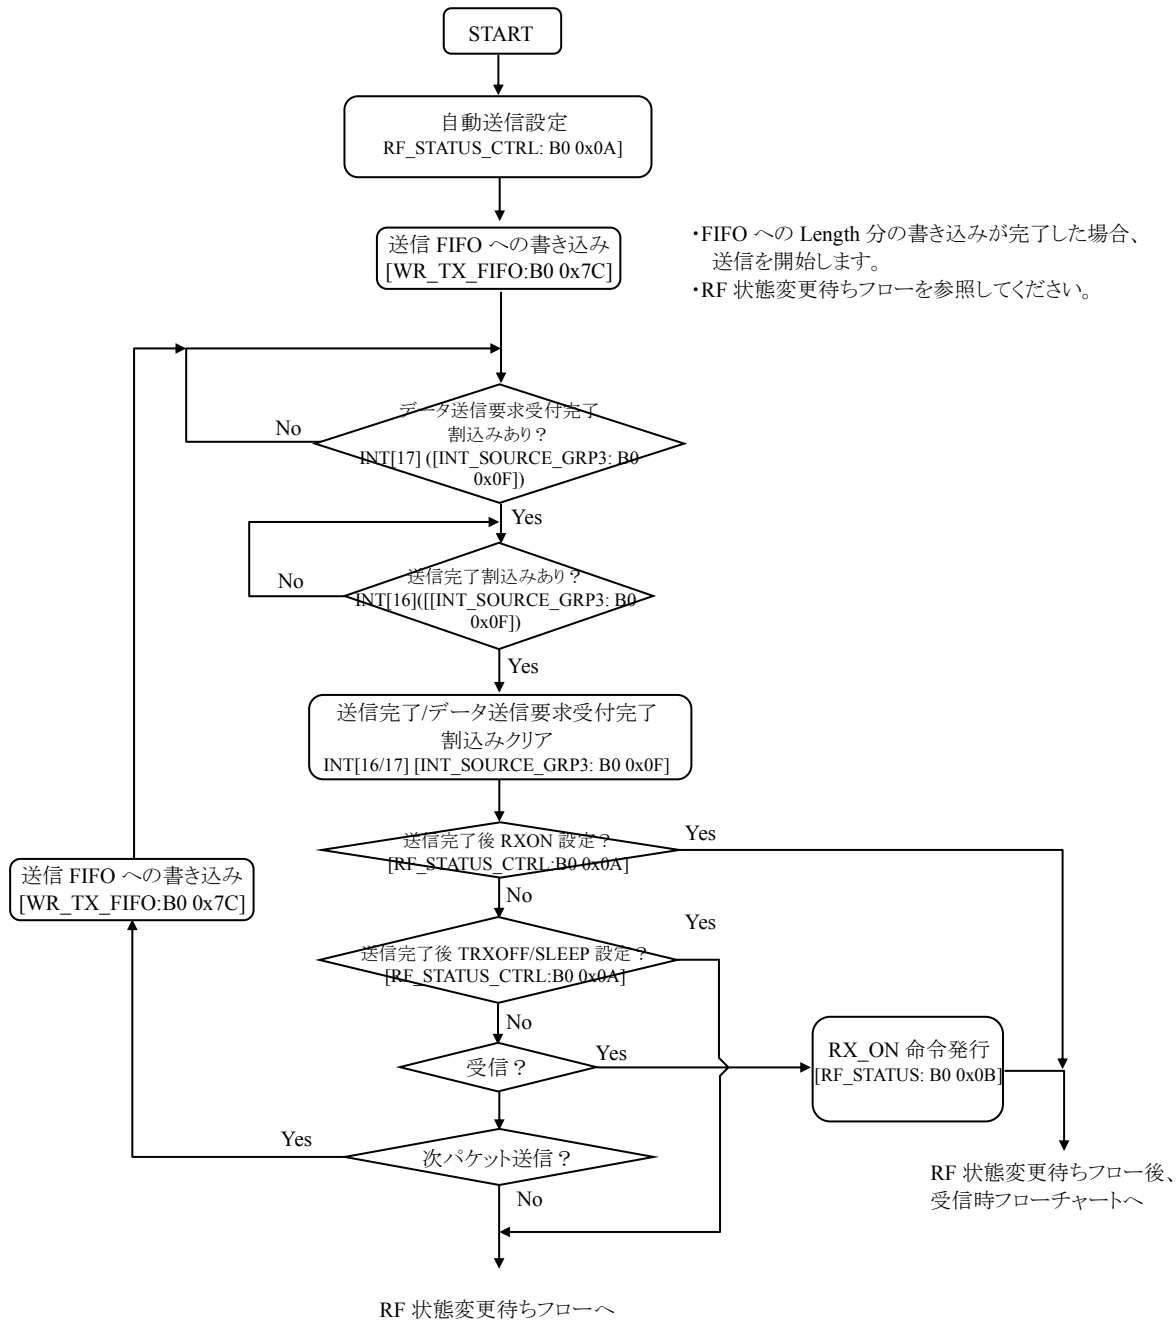 START
自動送信設定
RF_STATUS_CTRL: B0 0x0A]
送信 FIFO への書き込み
[WR_TX_FIFO:B0 0x7C]
・FIFO への Length 分の書き込みが完了した場合、
送信を開始します。
・RF 状態変更待ちフローを参照してください。
データ送信要求受付完了
割込みあり？
INT[17] ([INT_SOURCE_GRP3: B0
0x0F])
No
Yes
送信完了割込みあり？
INT[16]([[INT_SOURCE_GRP3: B0
0x0F])
No
Yes
送信完了/データ送信要求受付完了
割込みクリア
INT[16/17] [INT_SOURCE_GRP3: B0 0x0F]
送信完了後 RXON 設定？
[RF_STATUS_CTRL:B0 0x0A]
Yes
No
送信 FIFO への書き込み
[WR_TX_FIFO:B0 0x7C]
送信完了後 TRXOFF/SLEEP 設定？
[RF_STATUS_CTRL:B0 0x0A]
Yes
No
受信？
Yes
RX_ON 命令発行
[RF_STATUS: B0 0x0B]
次パケット送信？
Yes
No
RF 状態変更待ちフロー後、
受信時フローチャートへ
RF 状態変更待ちフローへ